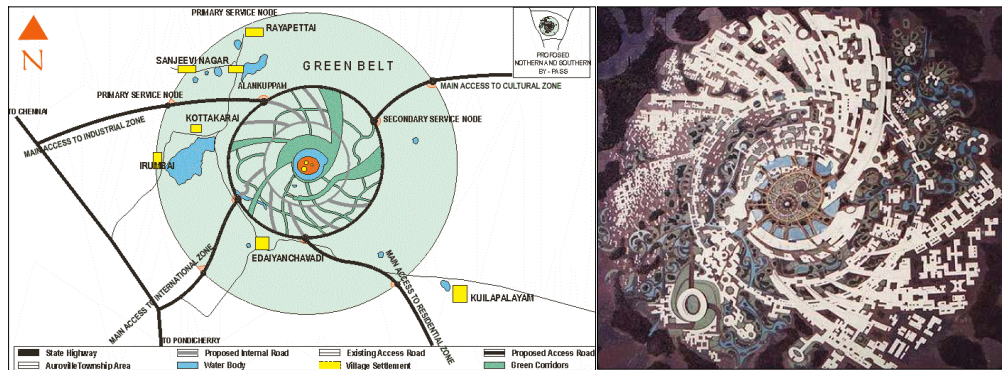 PRIMARY SERVICE NODE
RAYAPETTAI
PROPOSED
NOTHERN AND SOUTHERN
BY - PASS
N
SANJEEVI NAGAR
GREEN BELT
ALANKUPPAM
MAIN ACCESS TO CULTURAL ZONE
PRIMARY SERVICE NODE
TO CHENNAI
KOTTAKARAI
SECONDARY SERVICE NODE
MAIN ACCESS TO INDUSTRIAL ZONE
IRUMBAI
EDAIYANCHAVADI
MAIN ACCESS TO INTERNATIONAL ZONE
MAIN ACCESS TO RESIDENTIAL ZONE
KUILAPALAYAM
TO PONDICHERRY
State Highway
Proposed Internal Road
Existing Access Road
Proposed Access Road
Auroville Township Area
Water Body
Village Settlement
Green Corridors